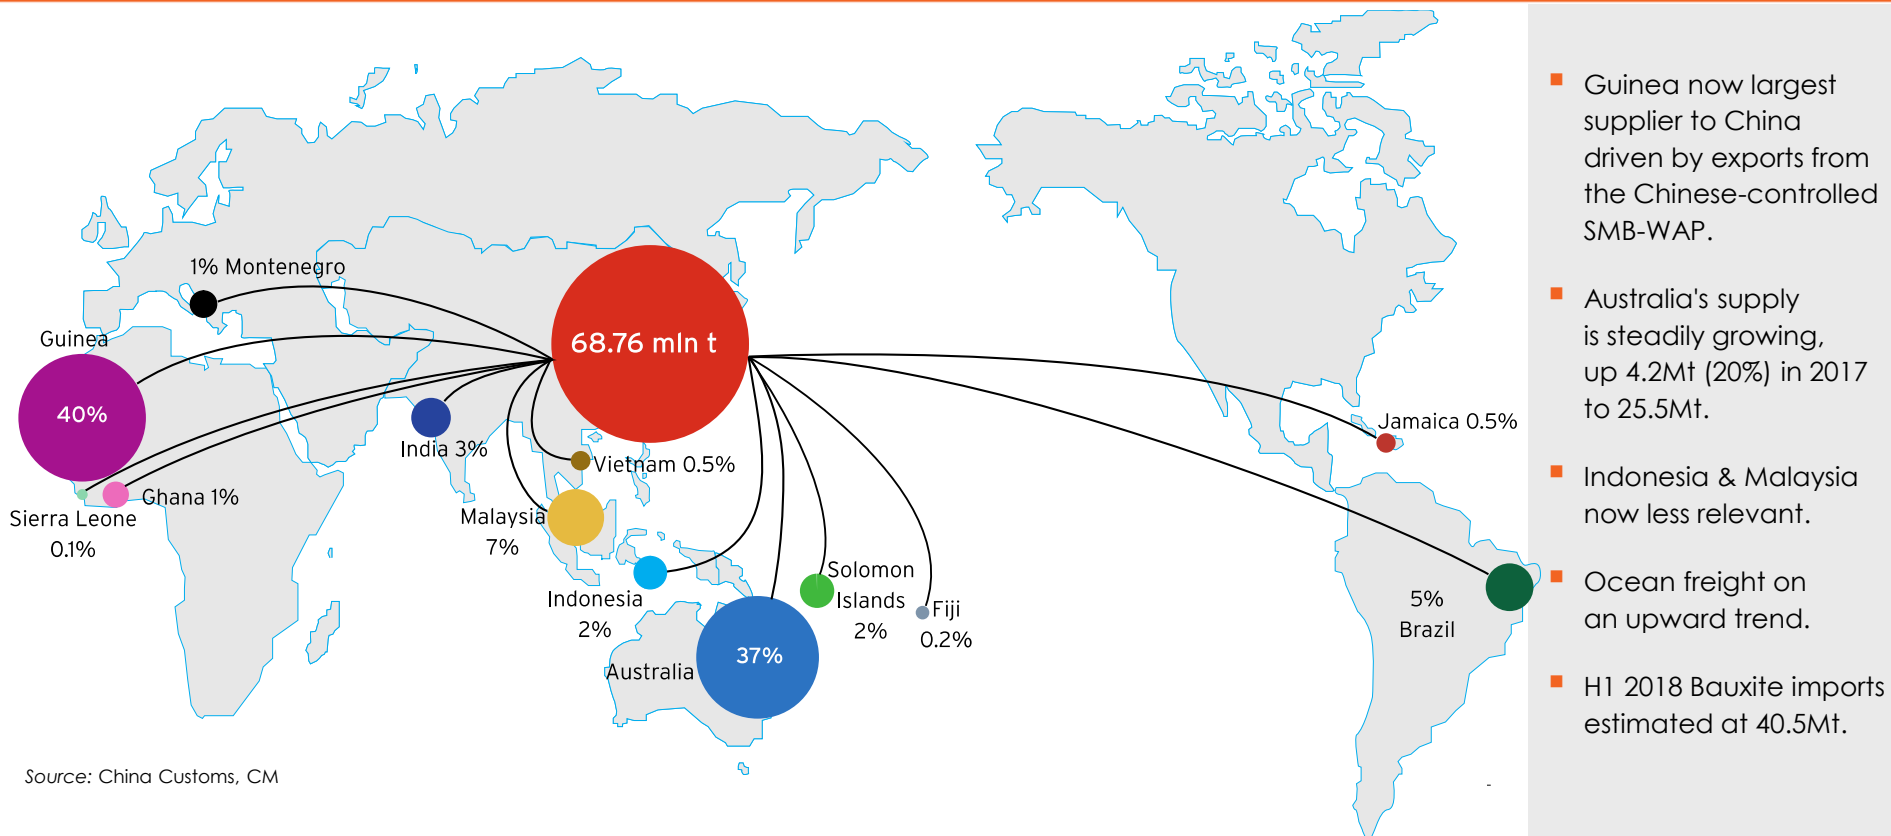 1% Montenegro
Guinea
40%
68.76 mln t
India 3%
Vietnam 0.5%
Ghana 1%
Sierra Leone
0.1%
Malaysia
7%
Indonesia
2%
Australia
37%
Solomon
Islands
2%
Fiji
0.2%
Jamaica 0.5%
5%
Brazil
Source: China Customs, CM
-
Guinea now largest
supplier to China
driven by exports from
the Chinese-controlled
SMB-WAP.
Australia's supply
is steadily growing,
up 4.2Mt (20%) in 2017
to 25.5Mt.
Indonesia & Malaysia
now less relevant.
Ocean freight on
an upward trend.
H1 2018 Bauxite imports
estimated at 40.5Mt.